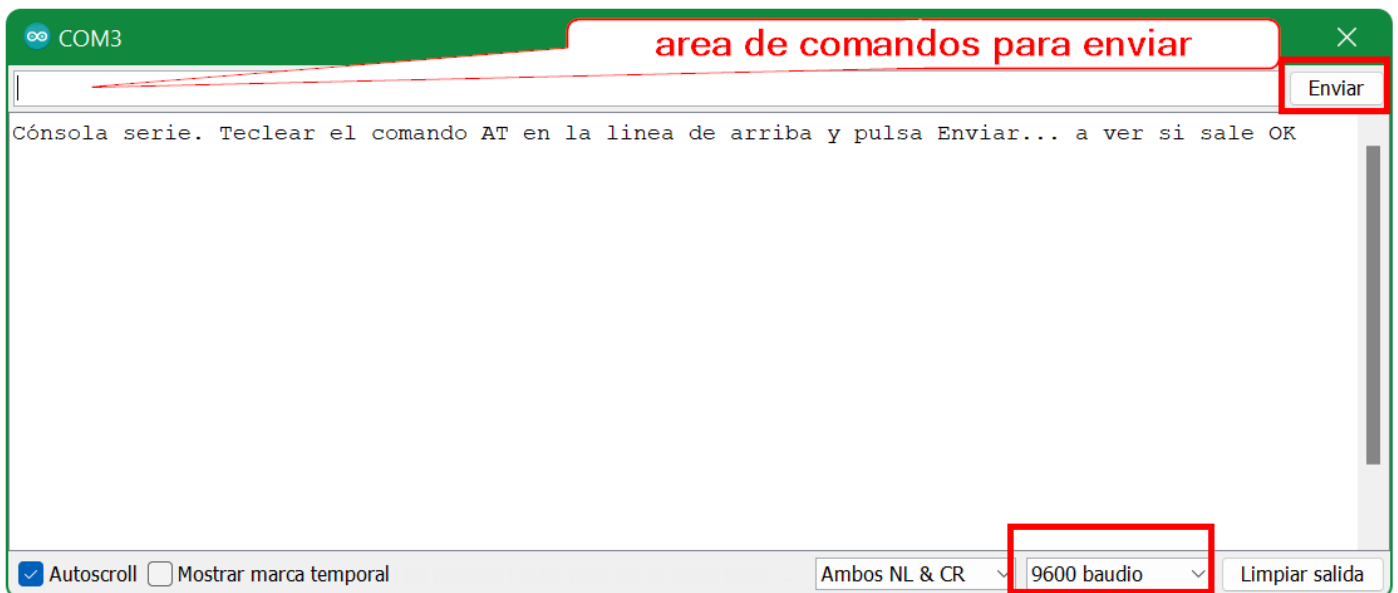 COM3
area de comandos para enviar
Enviar
Cónsola serie. Teclear el comando AT en la linea de arriba y pulsa Enviar... a ver si sale OK
Autoscroll Mostrar marca temporal Ambos NL & CR 9600 baudio Limpiar salida